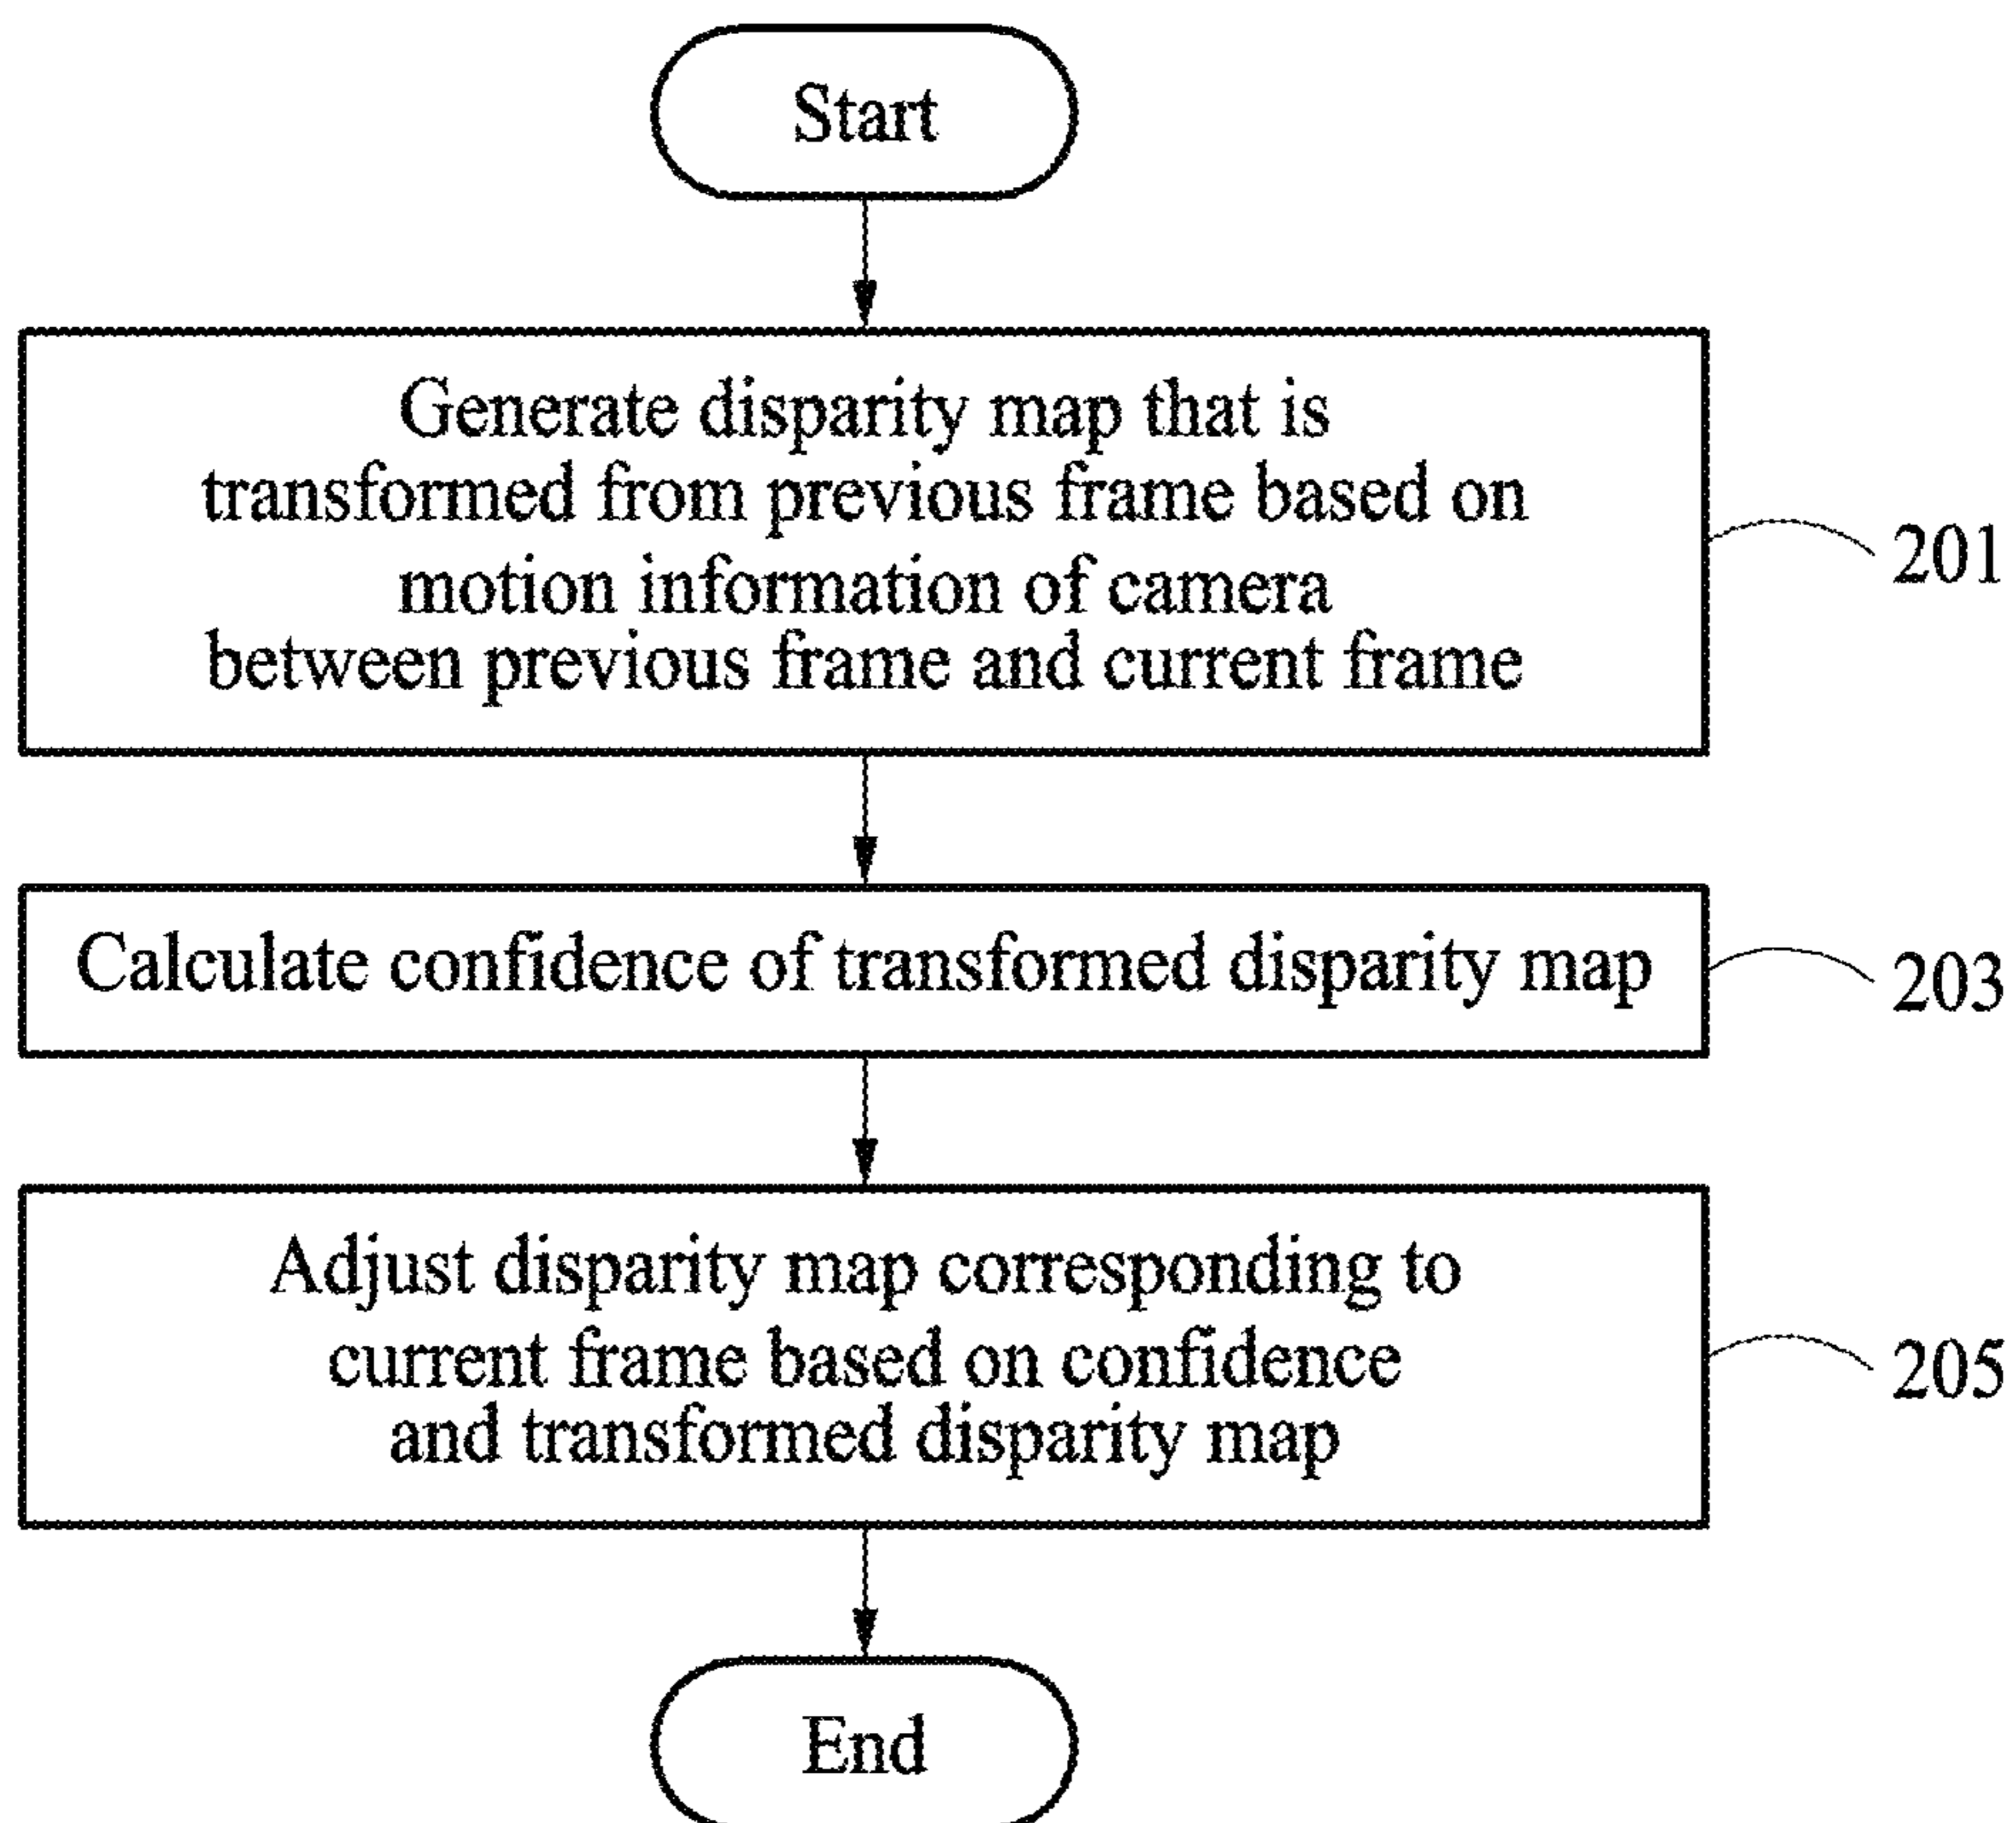 Start
Generate disparity map that is
transformed from previous frame based on
motion information of camera
between previous frame and current frame
201
Calculate confidence of transformed disparity map
203
Adjust disparity map corresponding to
current frame based on confidence
and transformed disparity map
205
End